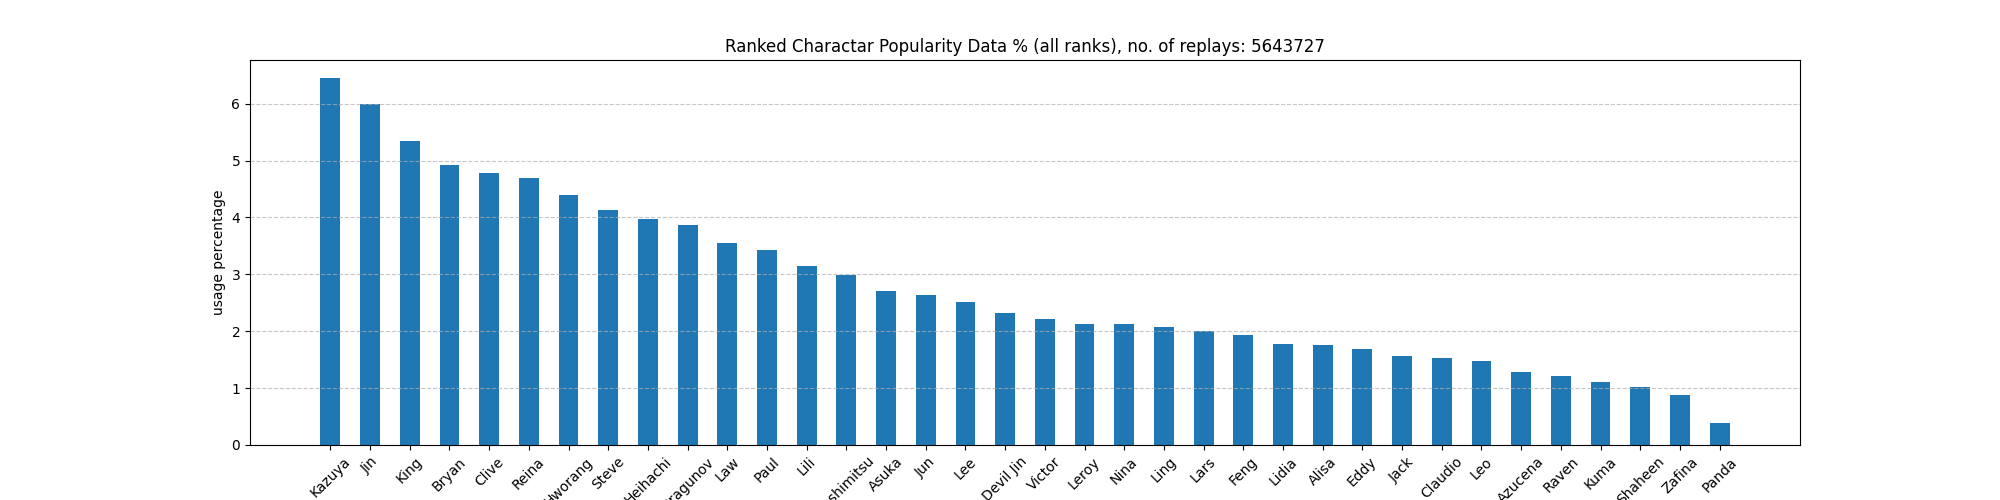 Ranked Charactar Popularity Data % (all ranks), no. of replays: 5643727
usage percentage
6
5
4
3
2
1
0
Kazuya
Jin
King
Bryan
Clive
Reina
Steve
Law
Paul
Lili
Asuka
Jun
Lee
Devil Jin
Victor
Leroy
Nina
Ling
Lars
Feng
Lidia
Alisa
Eddy
Jack
Claudio
Leo
Azucena
Raven
Kuma
Shaheen
Zafina
Panda